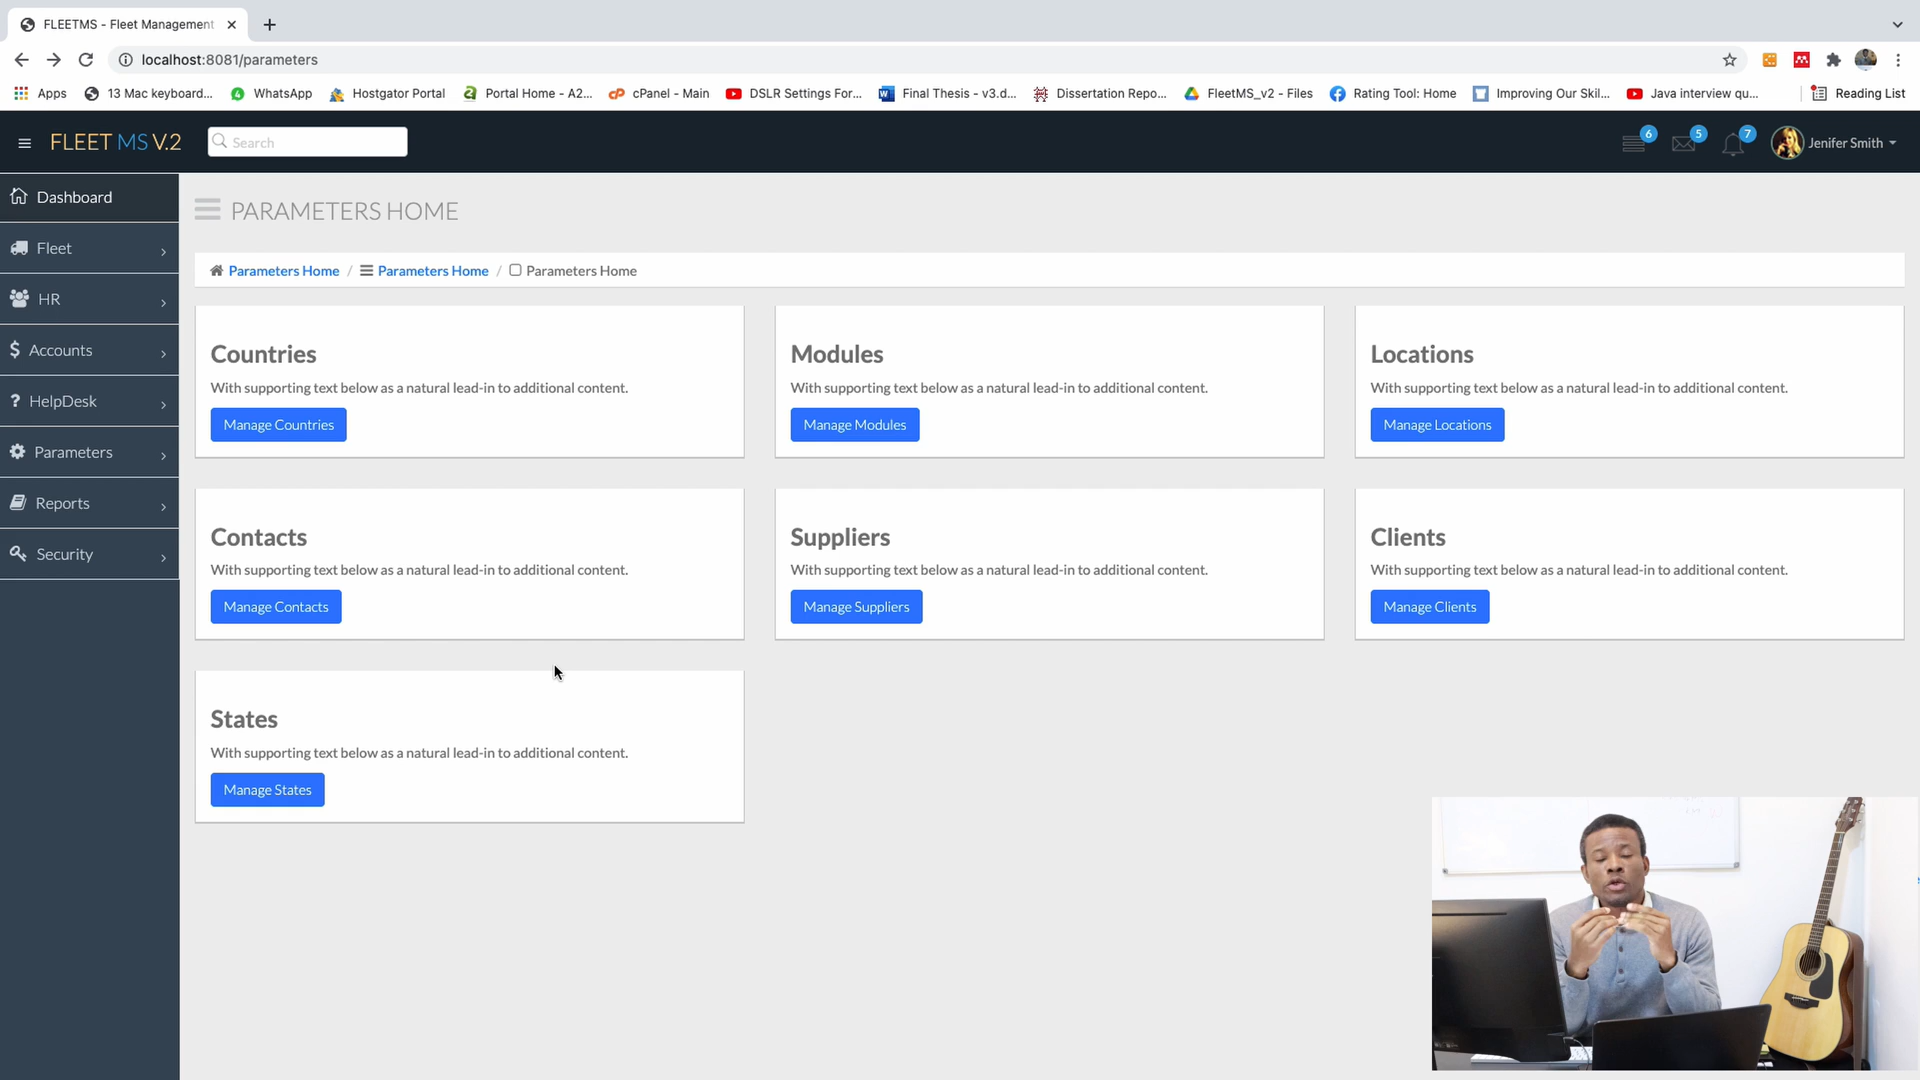 FLEETMS - Fleet Management
localhost:8081/parameters
Apps 13 Mac keyboard... WhatsApp Hostgator Portal Portal Home - A2... cPanel - Main DSLR Settings For... Final Thesis - v3.d... Dissertation Repo... FleetMS_v2 - Files Rating Tool: Home Improving Our Skil... Java interview qu... Reading List
FLEET MS V.2 Search 6 5 7 Jenifer Smith
Dashboard
Fleet
HR
Accounts
HelpDesk
Parameters
Reports
Security
PARAMETERS HOME
Parameters Home / Parameters Home / Parameters Home
Countries
With supporting text below as a natural lead-in to additional content.
Manage Countries
Modules
With supporting text below as a natural lead-in to additional content.
Manage Modules
Locations
With supporting text below as a natural lead-in to additional content.
Manage Locations
Contacts
With supporting text below as a natural lead-in to additional content.
Manage Contacts
Suppliers
With supporting text below as a natural lead-in to additional content.
Manage Suppliers
Clients
With supporting text below as a natural lead-in to additional content.
Manage Clients
States
With supporting text below as a natural lead-in to additional content.
Manage States